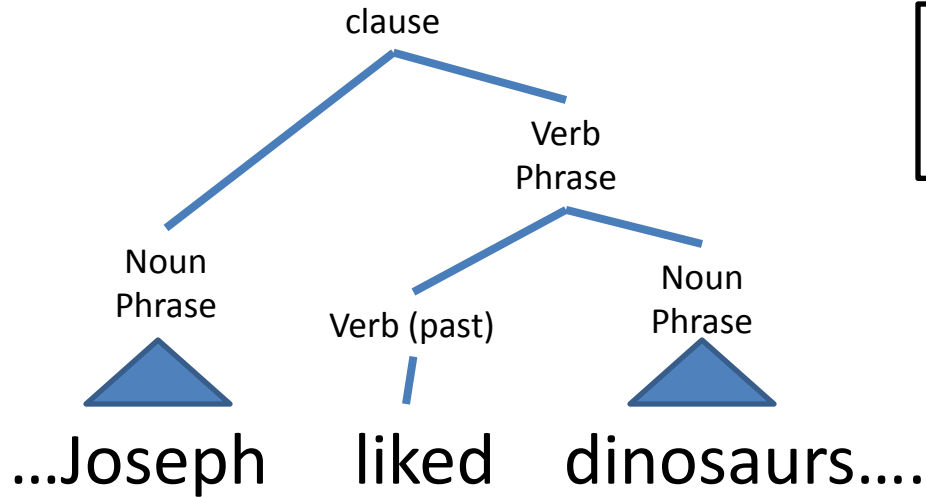 clause
Verb
Phrase
Noun
Phrase
Noun
Phrase
Verb (past)
...Joseph liked dinosaurs....